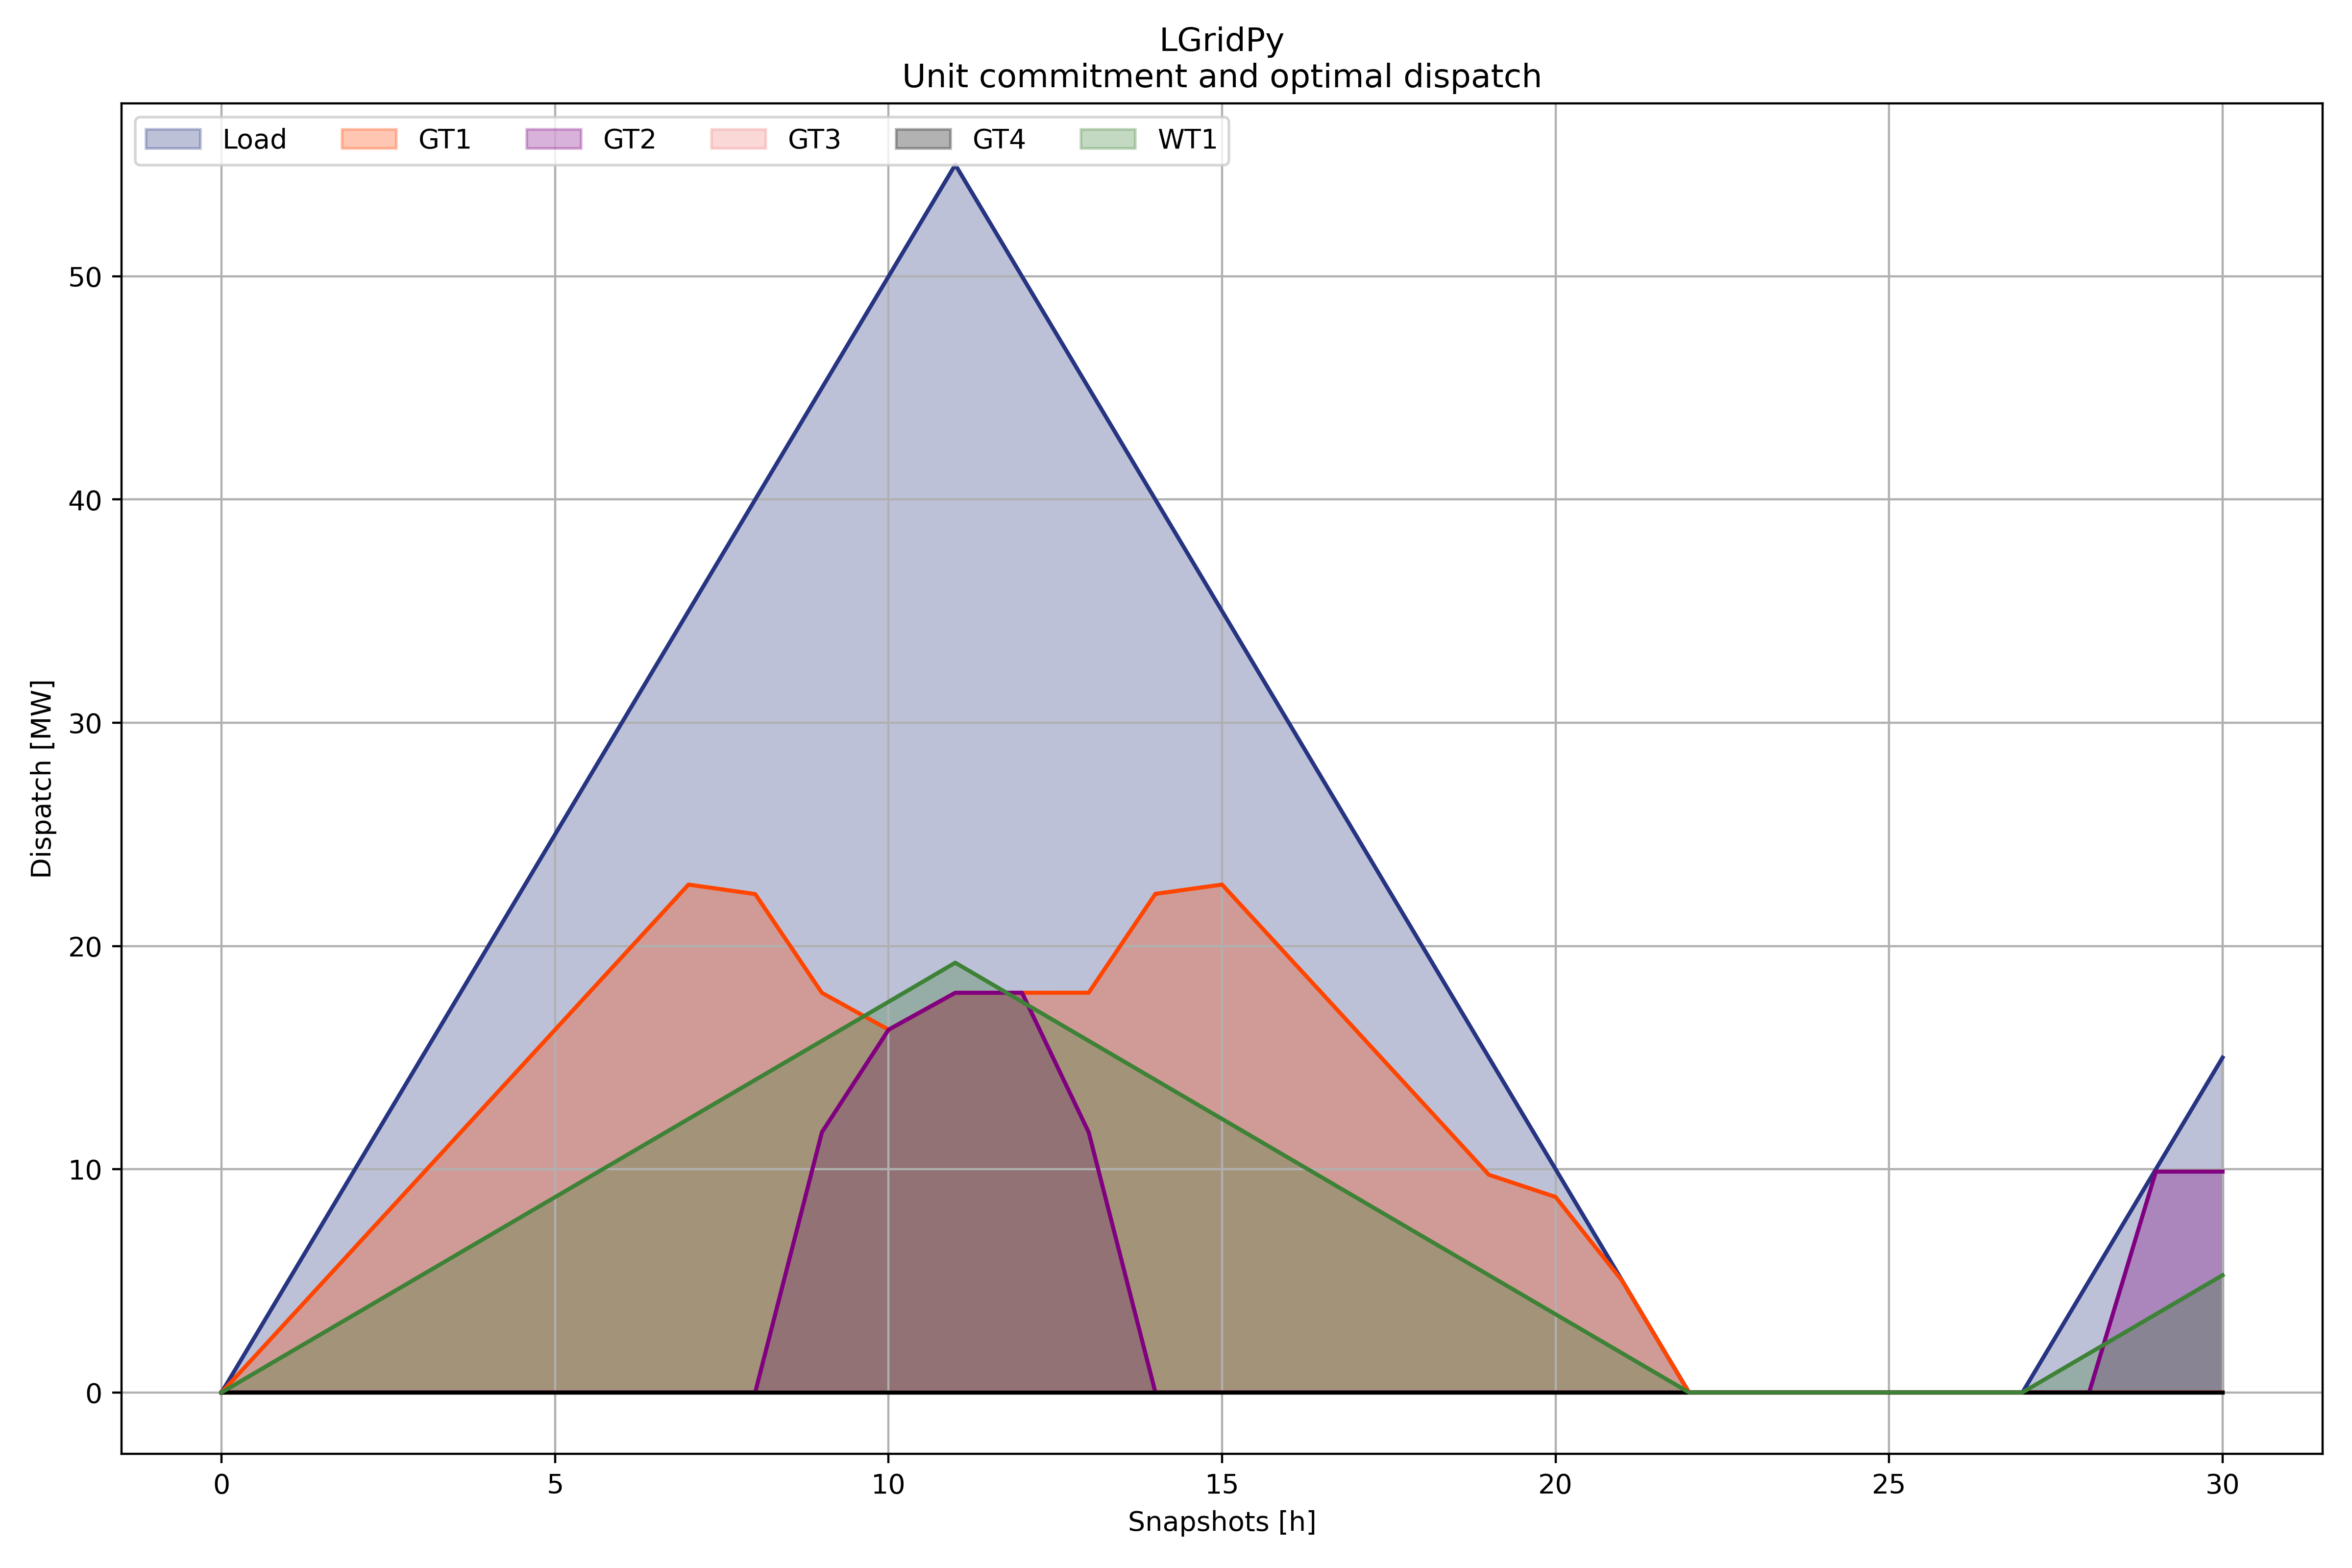 LGridPy
Unit commitment and optimal dispatch
Load GT1 GT2 GT3 GT4 WT1
50
40
30
20
10
0
Dispatch [MW]
0 5 10 15 20 25 30
Snapshots [h]